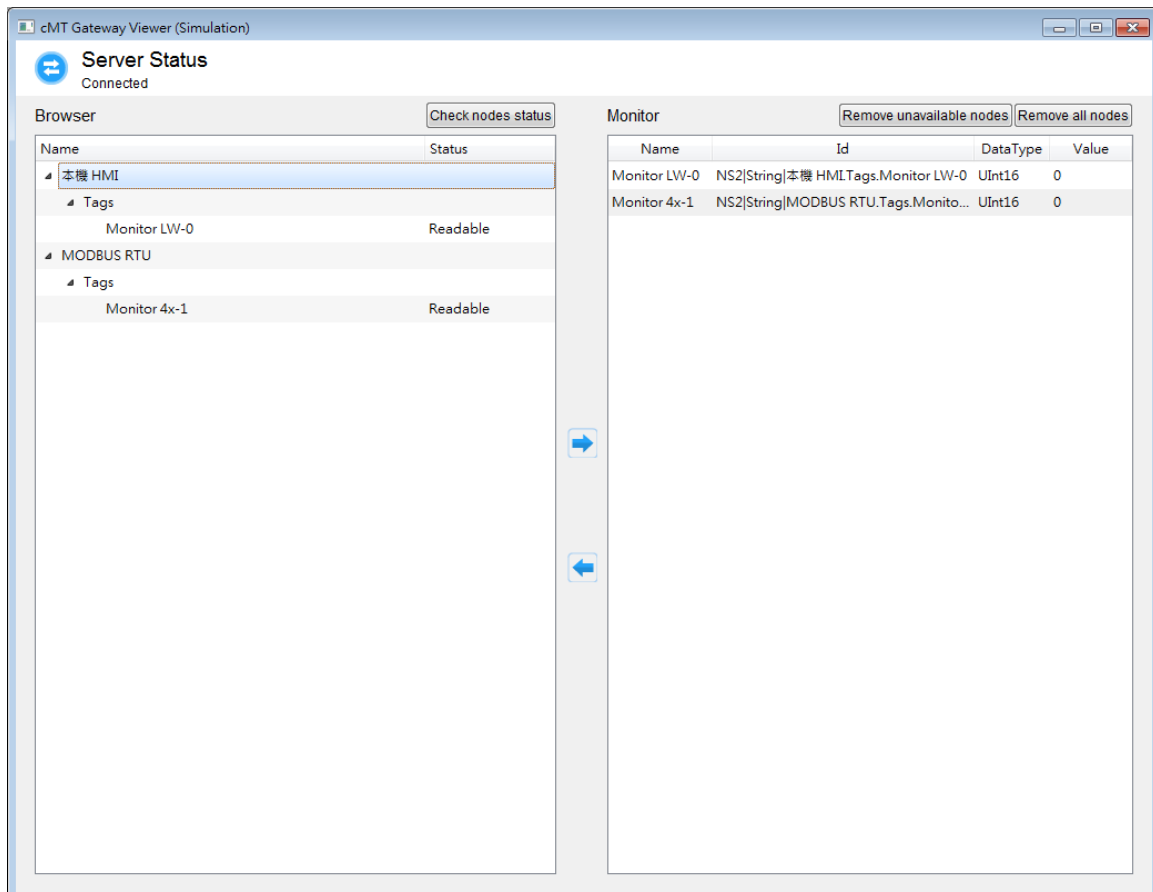 cMT Gateway Viewer (Simulation)
Server Status
Connected
Browser
Check nodes status
Name Status
本機 HMI
Tags
Monitor LW-0 Readable
MODBUS RTU
Tags
Monitor 4x-1 Readable
Monitor
Remove unavailable nodes
Remove all nodes
Name Id DataType Value
Monitor LW-0 NS2|String|本機 HMI.Tags.Monitor LW-0 UInt16 0
Monitor 4x-1 NS2|String|MODBUS RTU.Tags.Monito... UInt16 0